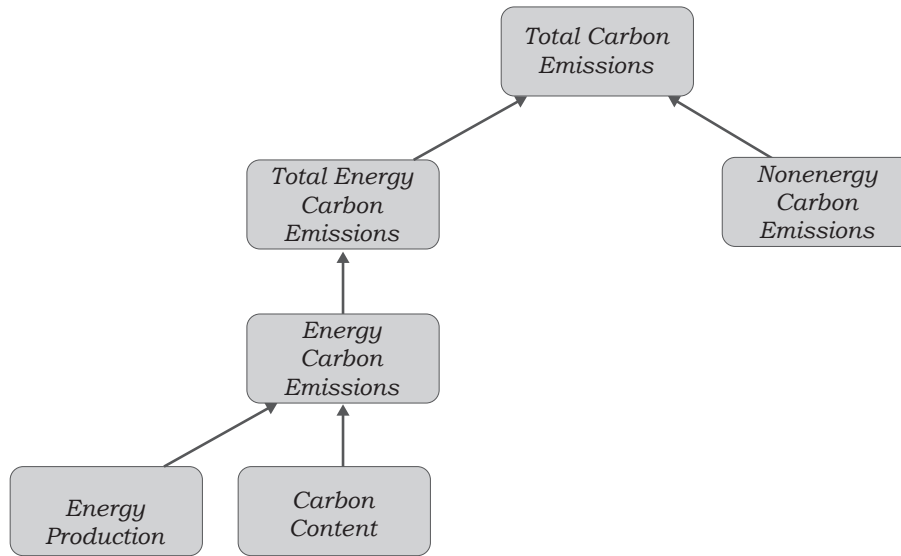 Total Carbon
Emissions
Total Energy
Carbon
Emissions
Nonenergy
Carbon
Emissions
Energy
Carbon
Emissions
Energy
Production
Carbon
Content